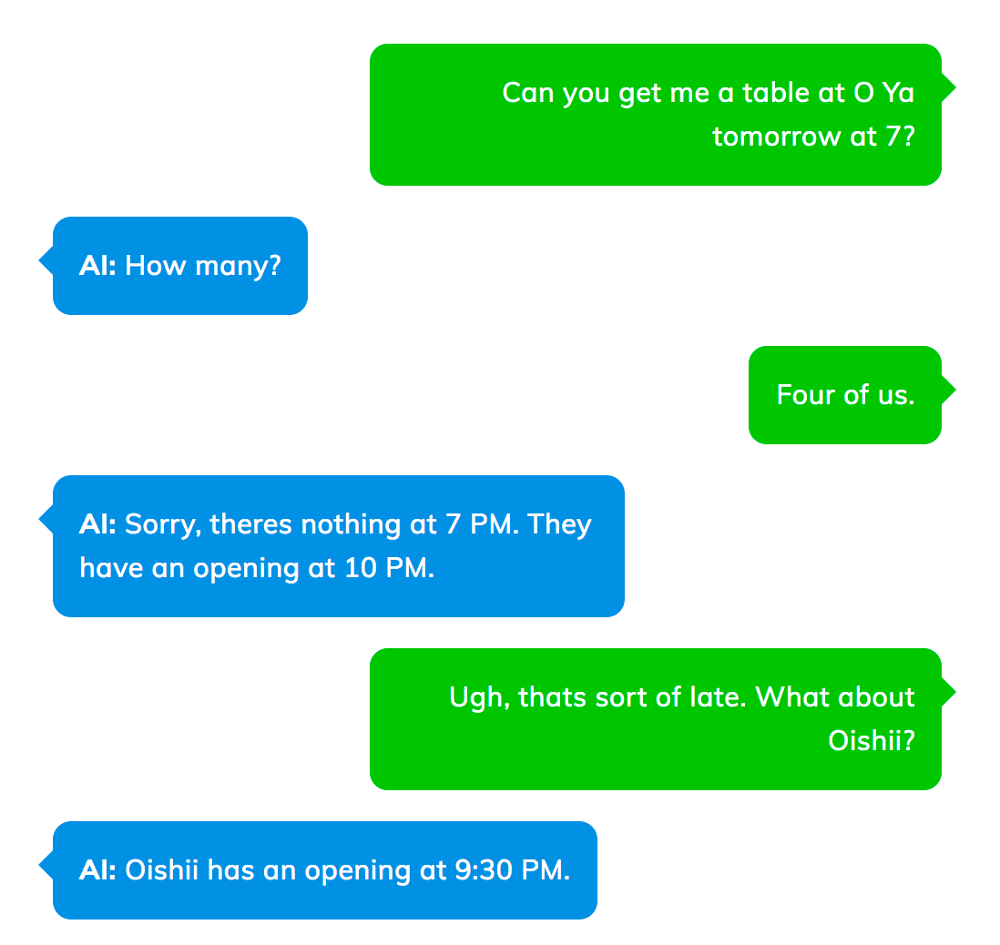 Can you get me a table at O Ya
tomorrow at 7?
AI: How many?
Four of us.
AI: Sorry, theres nothing at 7 PM. They
have an opening at 10 PM.
Ugh, thats sort of late. What about
Oishii?
AI: Oishii has an opening at 9:30 PM.